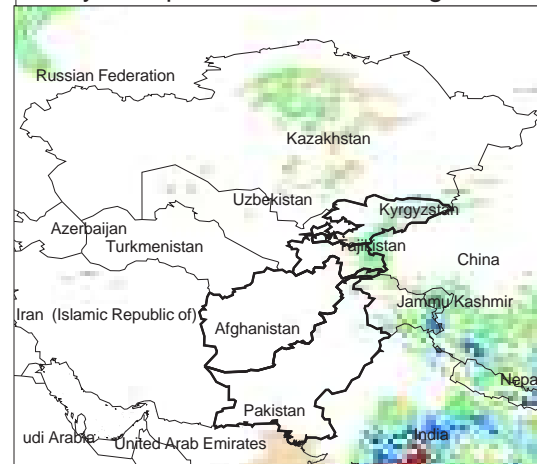 Russian Federation
Kazakhstan
Uzbekistan
Kyrgyzstan
Azerbaijan
Turkmenistan
Tajikistan
China
Jammu/Kashmir
Iran (Islamic Republic of)
Afghanistan
Nepa
Pakistan
udi Arabia
United Arab Emirates
India